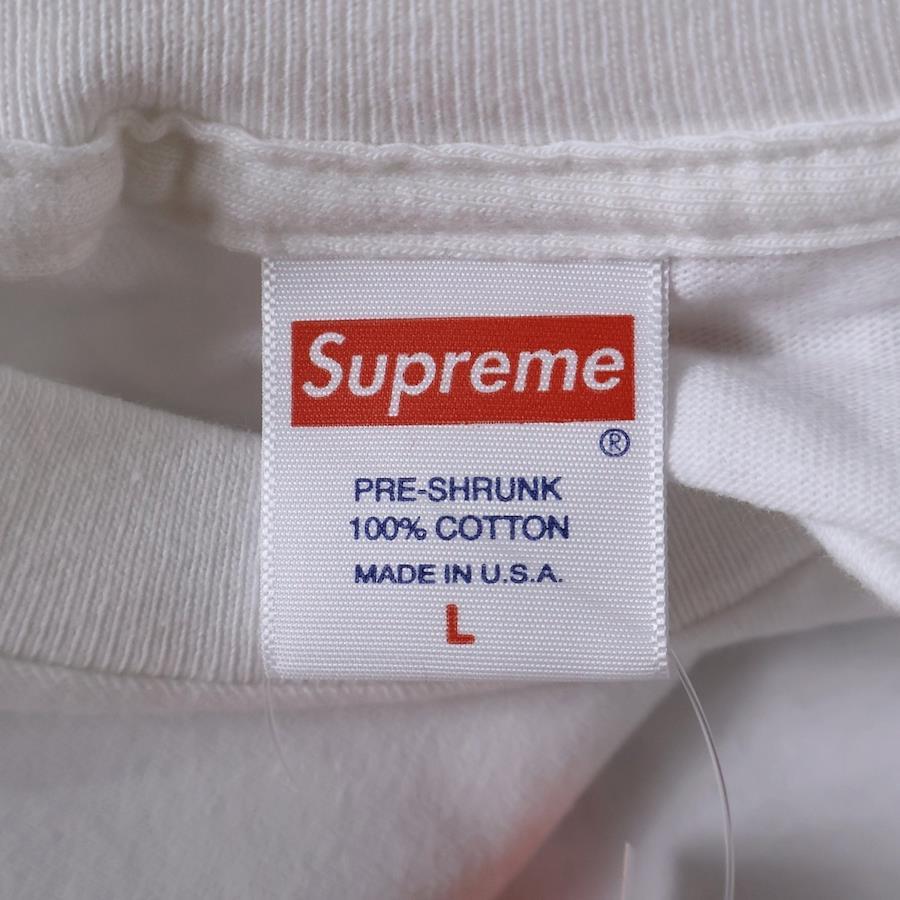 Supreme
®
PRE-SHRUNK
100% COTTON
MADE IN U.S.A.
L